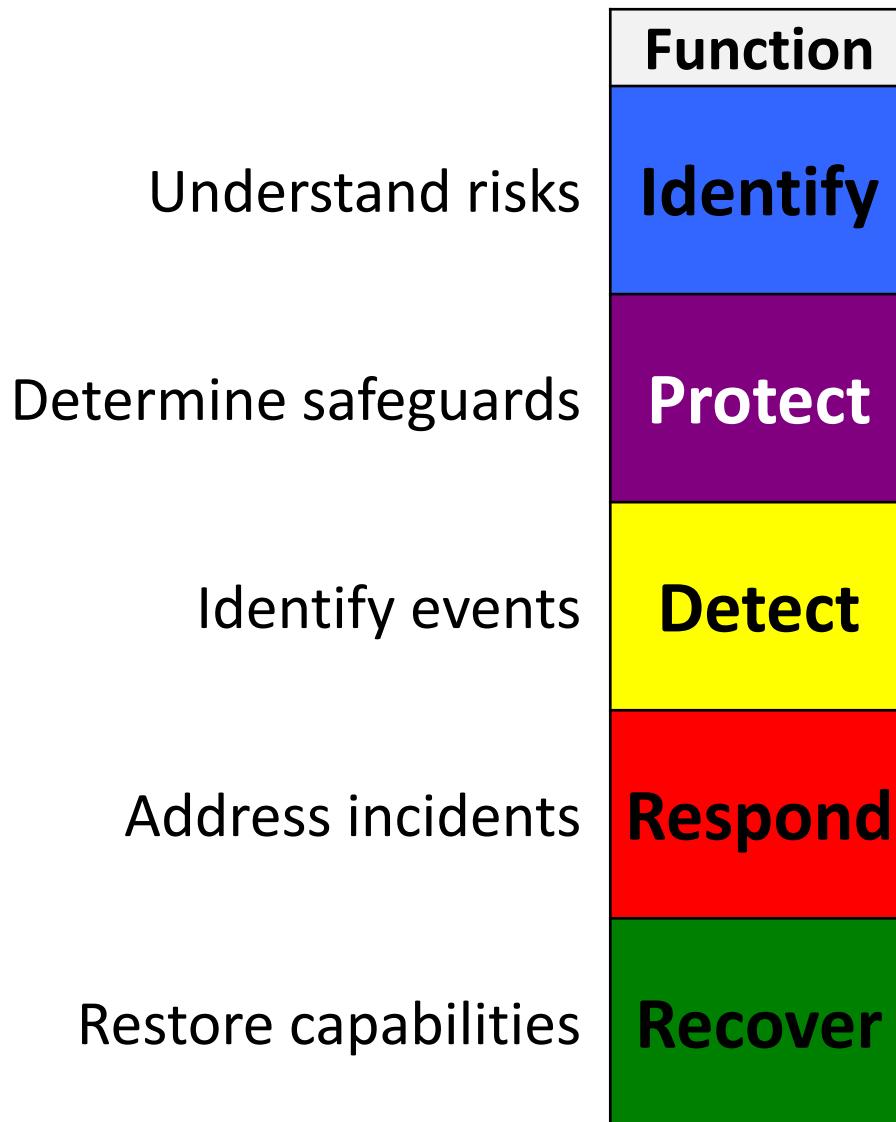 Function
Understand risks Identify
Determine safeguards Protect
Identify events Detect
Address incidents Respond
Restore capabilities Recover